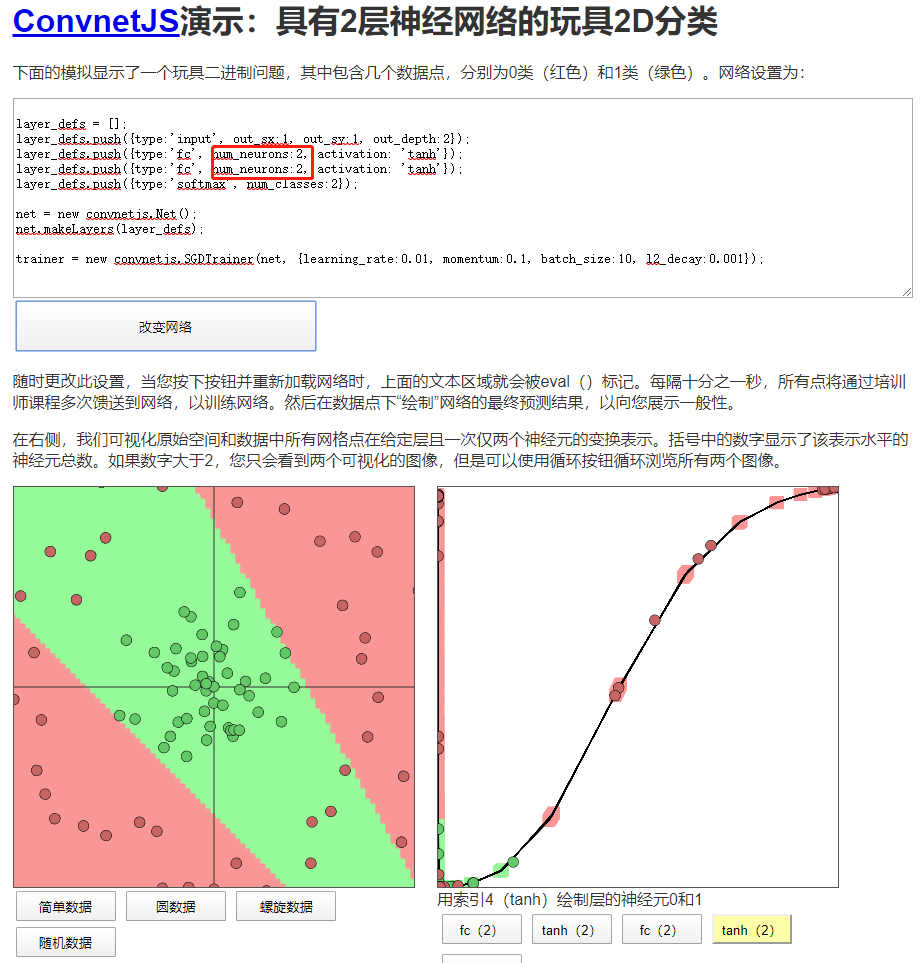 ConvnetJS演示：具有2层神经网络的玩具2D分类
下面的模拟显示了一个玩具二进制问题，其中包含几个数据点，分别为0类（红色）和1类（绿色）。网络设置为：
layer_defs = [];
layer_defs.push({type:'input', out_sx:1, out_sy:1, out_depth:2});
layer_defs.push({type:'fc', num_neurons:2, activation: 'tanh'});
layer_defs.push({type:'fc', num_neurons:2, activation: 'tanh'});
layer_defs.push({type:'softmax', num_classes:2});
net = new convnetjs.Net();
net.makeLayers(layer_defs);
trainer = new convnetjs.SGDTrainer(net, {learning_rate:0.01, momentum:0.1, batch_size:10, l2_decay:0.001});
改变网络
随时更改此设置，当您按下按钮并重新加载网络时，上面的文本区域就会被eval（）标记。每隔十分之一秒，所有点将通过培训
师课程多次馈送到网络，以训练网络。然后在数据点下“绘制”网络的最终预测结果，以向您展示一般性。
在右侧，我们可视化原始空间和数据中所有网格点在给定层且一次仅两个神经元的变换表示。括号中的数字显示了该表示水平的
神经元总数。如果数字大于2，您只会看到两个可视化的图像，但是可以使用循环按钮循环浏览所有两个图像。
用索引4（tanh）绘制层的神经元0和1
简单数据 圆数据 螺旋数据
fc（2） tanh（2） fc（2） tanh（2）
随机数据